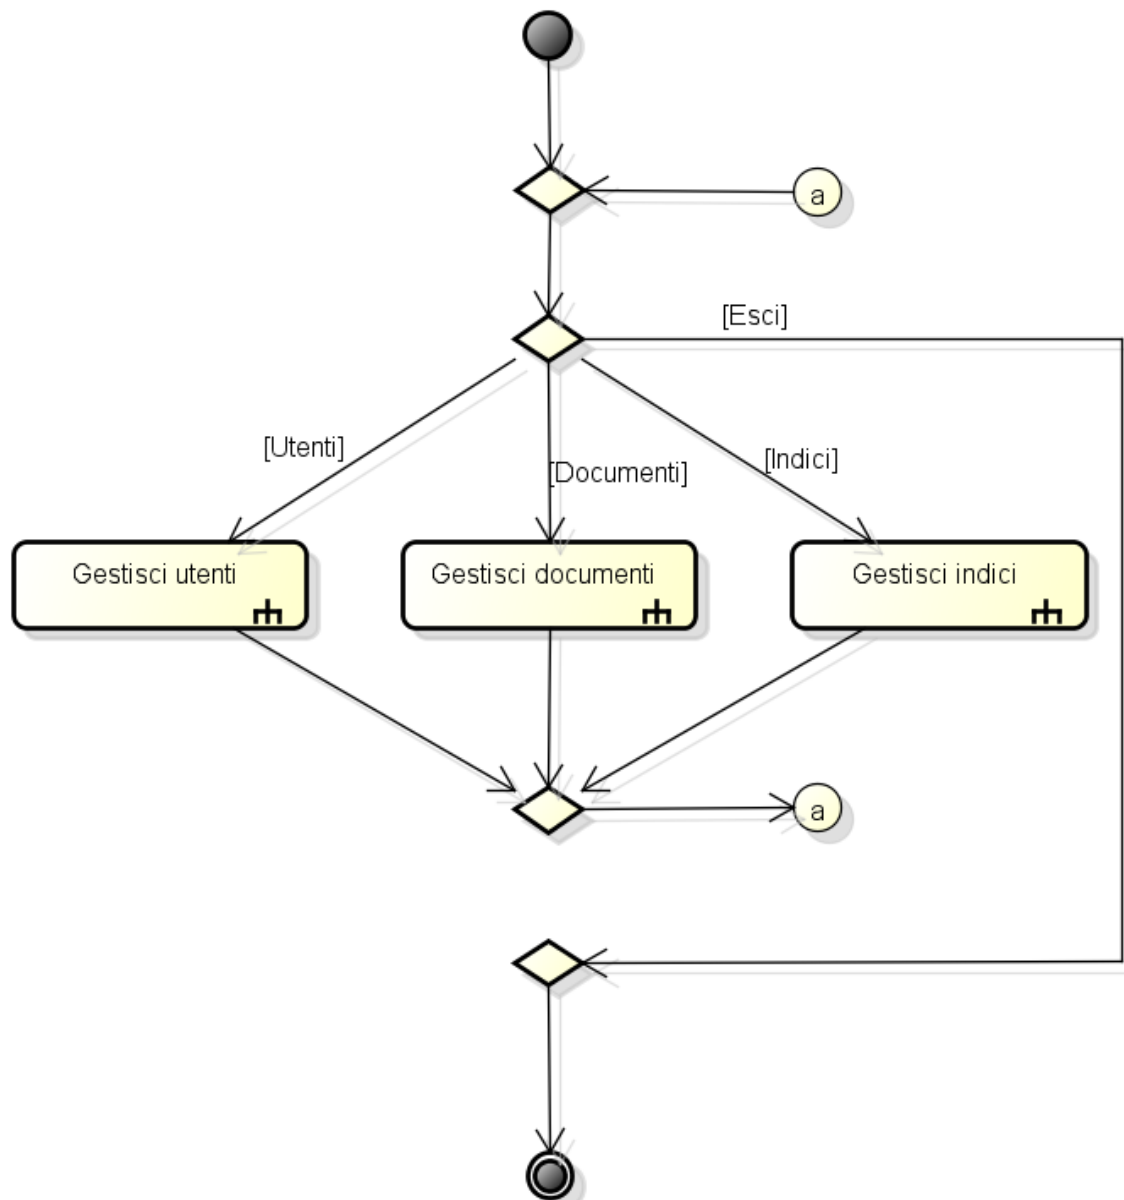 a
[Esci]
[Utenti]
[Documenti]
[Indici]
Gestisci utenti
Gestisci documenti
Gestisci indici
a